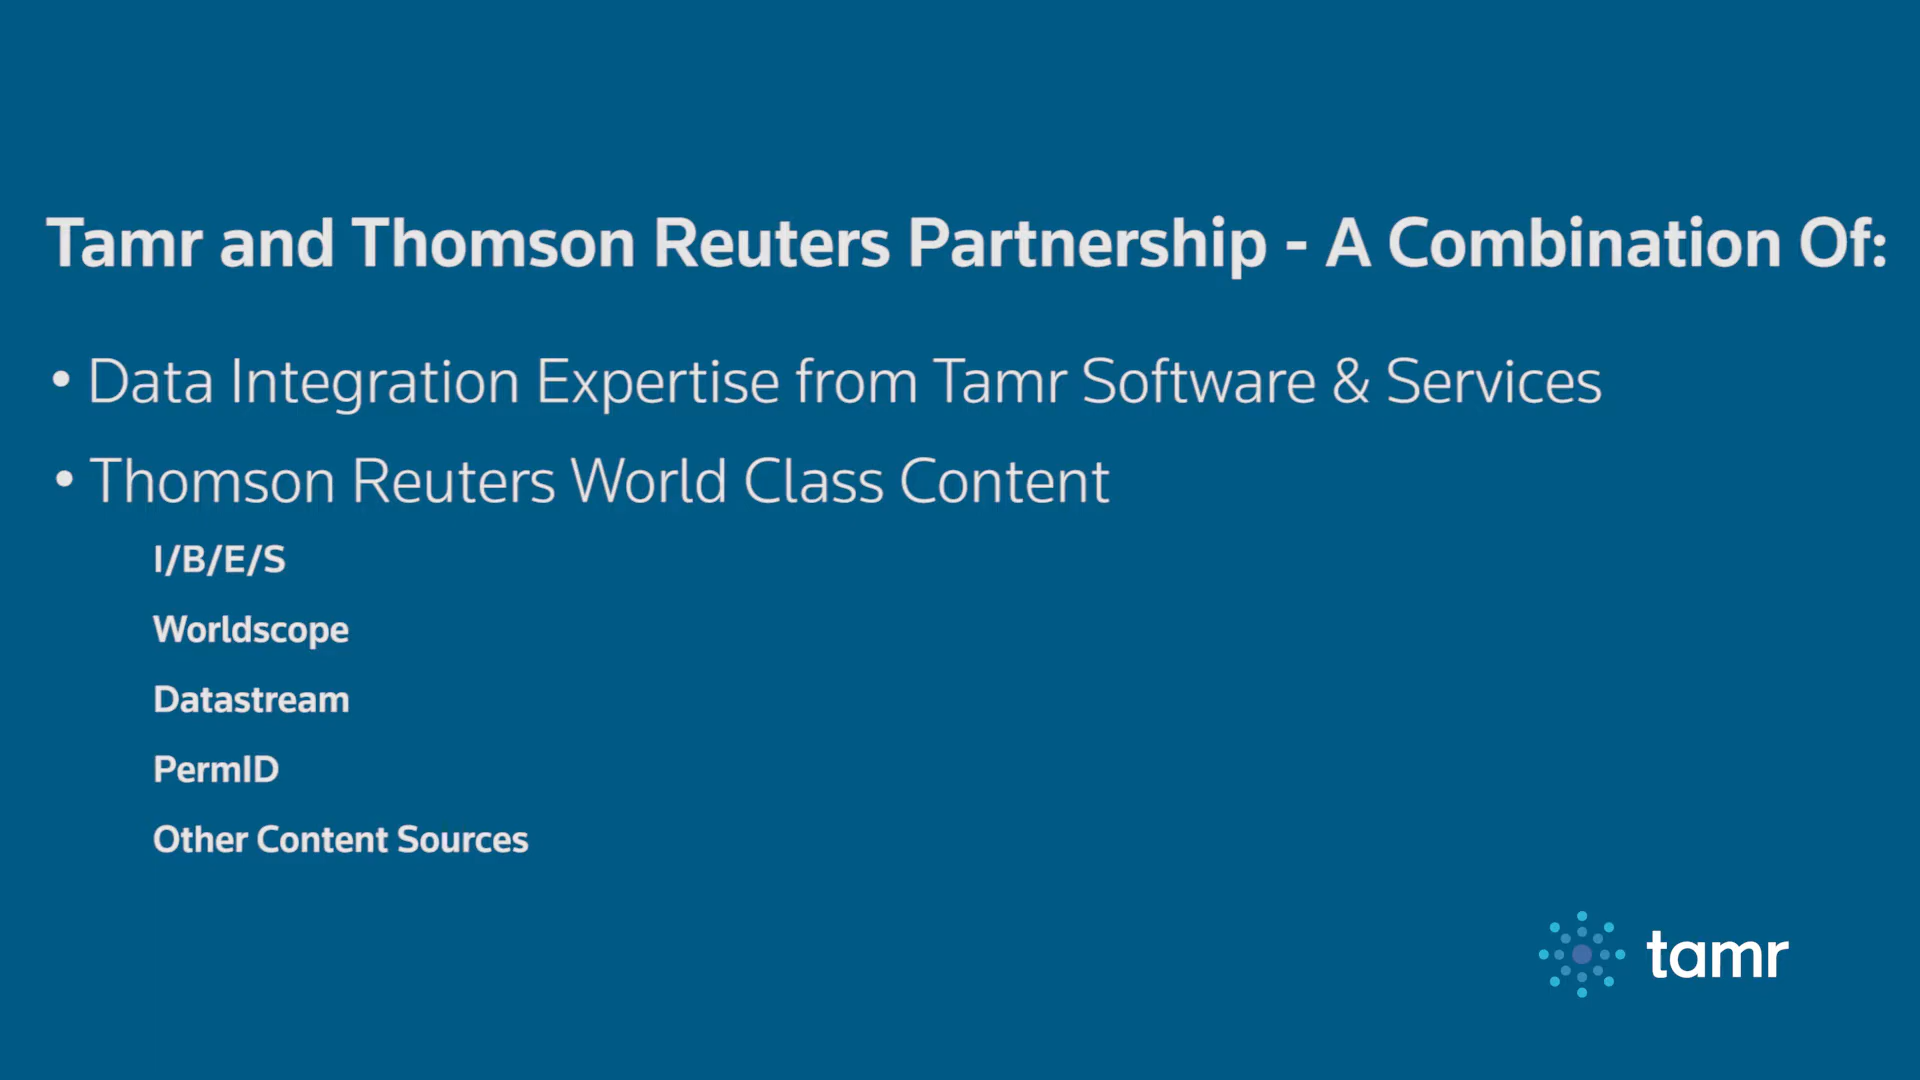 Tamr and Thomson Reuters Partnership - A Combination Of:
• Data Integration Expertise from Tamr Software & Services
• Thomson Reuters World Class Content
I/B/E/S
Worldscope
Datastream
PermID
Other Content Sources
tamr